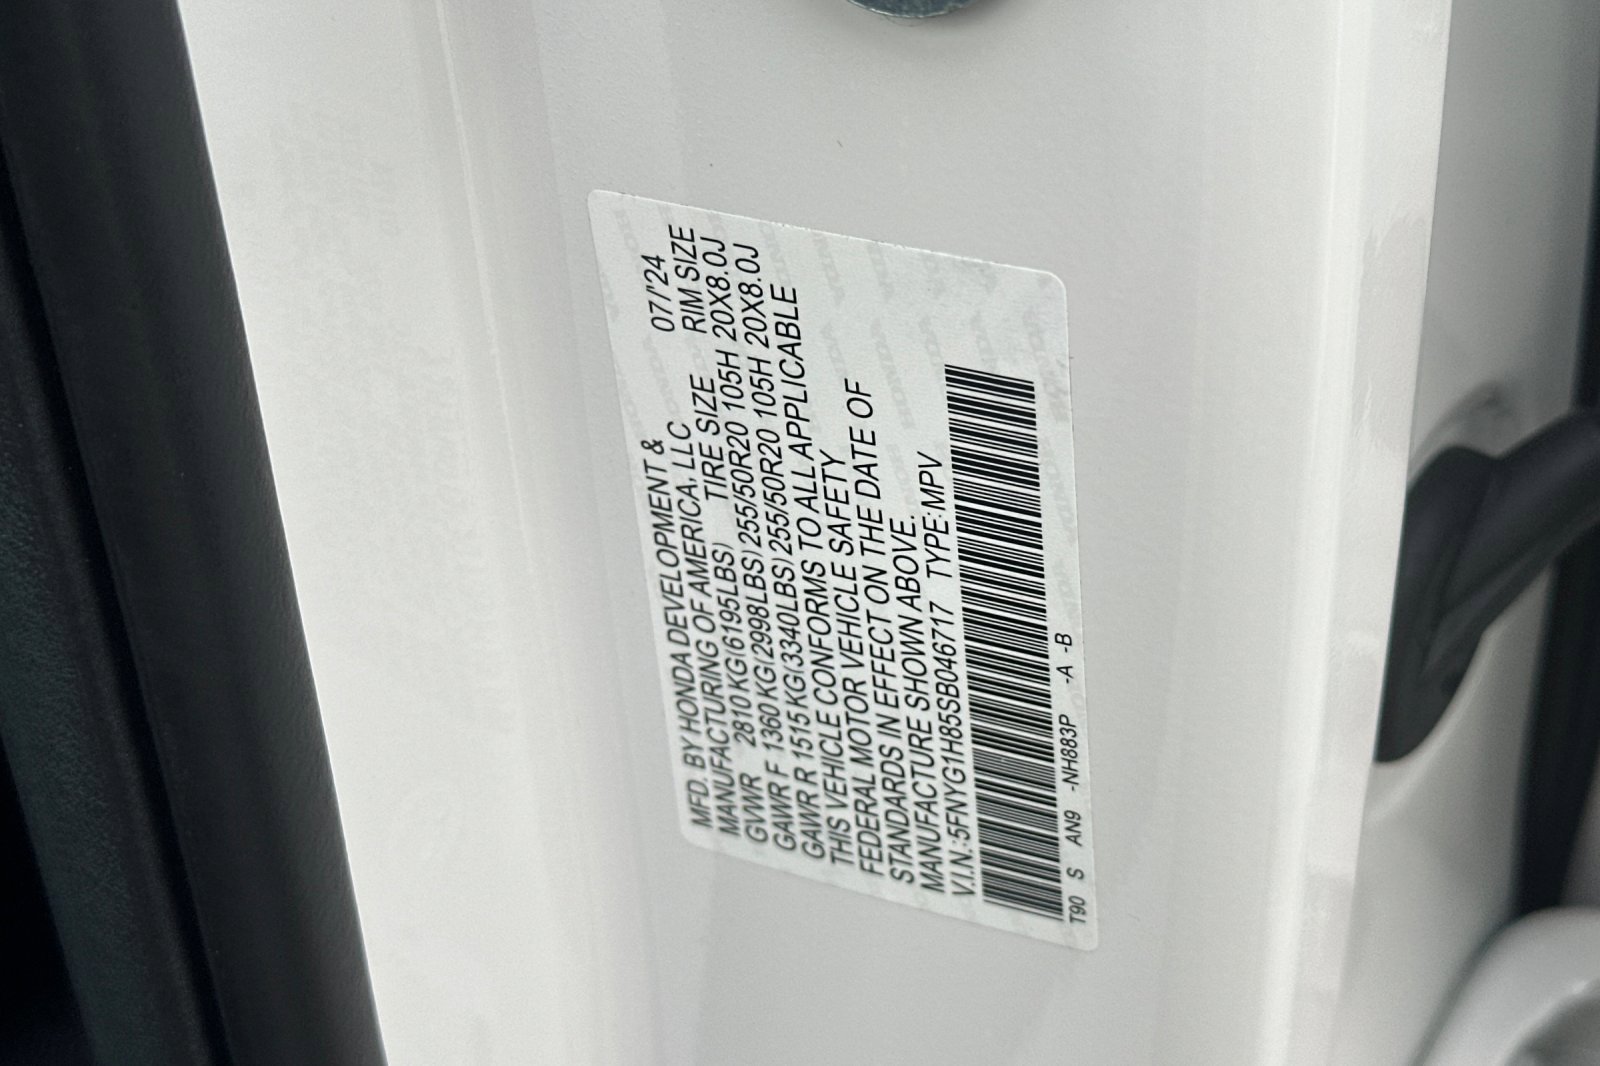 MFD. BY HONDA DEVELOPMENT & 07/'24
MANUFACTURING OF AMERICA, LLC RIM SIZE
GVWR 2810 KG(6195LBS) TIRE SIZE
GAWR F 1360 KG(2998LBS) 255/50R20 105H 20X8.0J
GAWR R 1515 KG(3340LBS) 255/50R20 105H 20X8.0J
THIS VEHICLE CONFORMS TO ALL APPLICABLE
FEDERAL MOTOR VEHICLE SAFETY
STANDARDS IN EFFECT ON THE DATE OF
MANUFACTURE SHOWN ABOVE.
V.I.N.:5FNYG1H85SB046717 TYPE:MPV
T90 S AN9 -NH883P -A -B